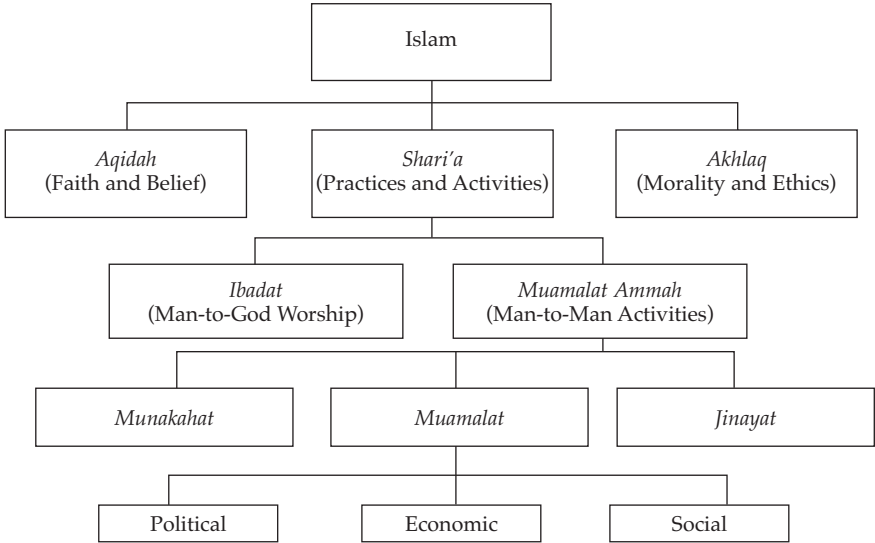 Islam
Aqidah
(Faith and Belief)
Shari’a
(Practices and Activities)
Akhlaq
(Morality and Ethics)
Ibadat
(Man-to-God Worship)
Muamalat Ammah
(Man-to-Man Activities)
Munakahat
Muamalat
Jinayat
Political
Economic
Social